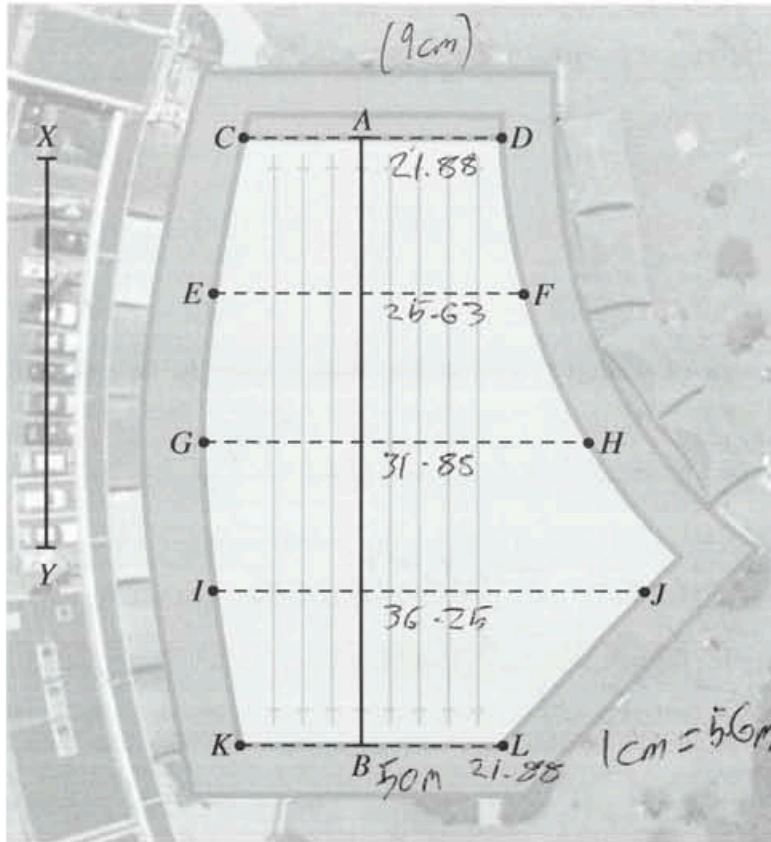 (9cm)
X
C A D
21.88
E F
25.63
G H
31.85
Y
I J
36.25
K B L
50m 21.88
1cm = 5.6m